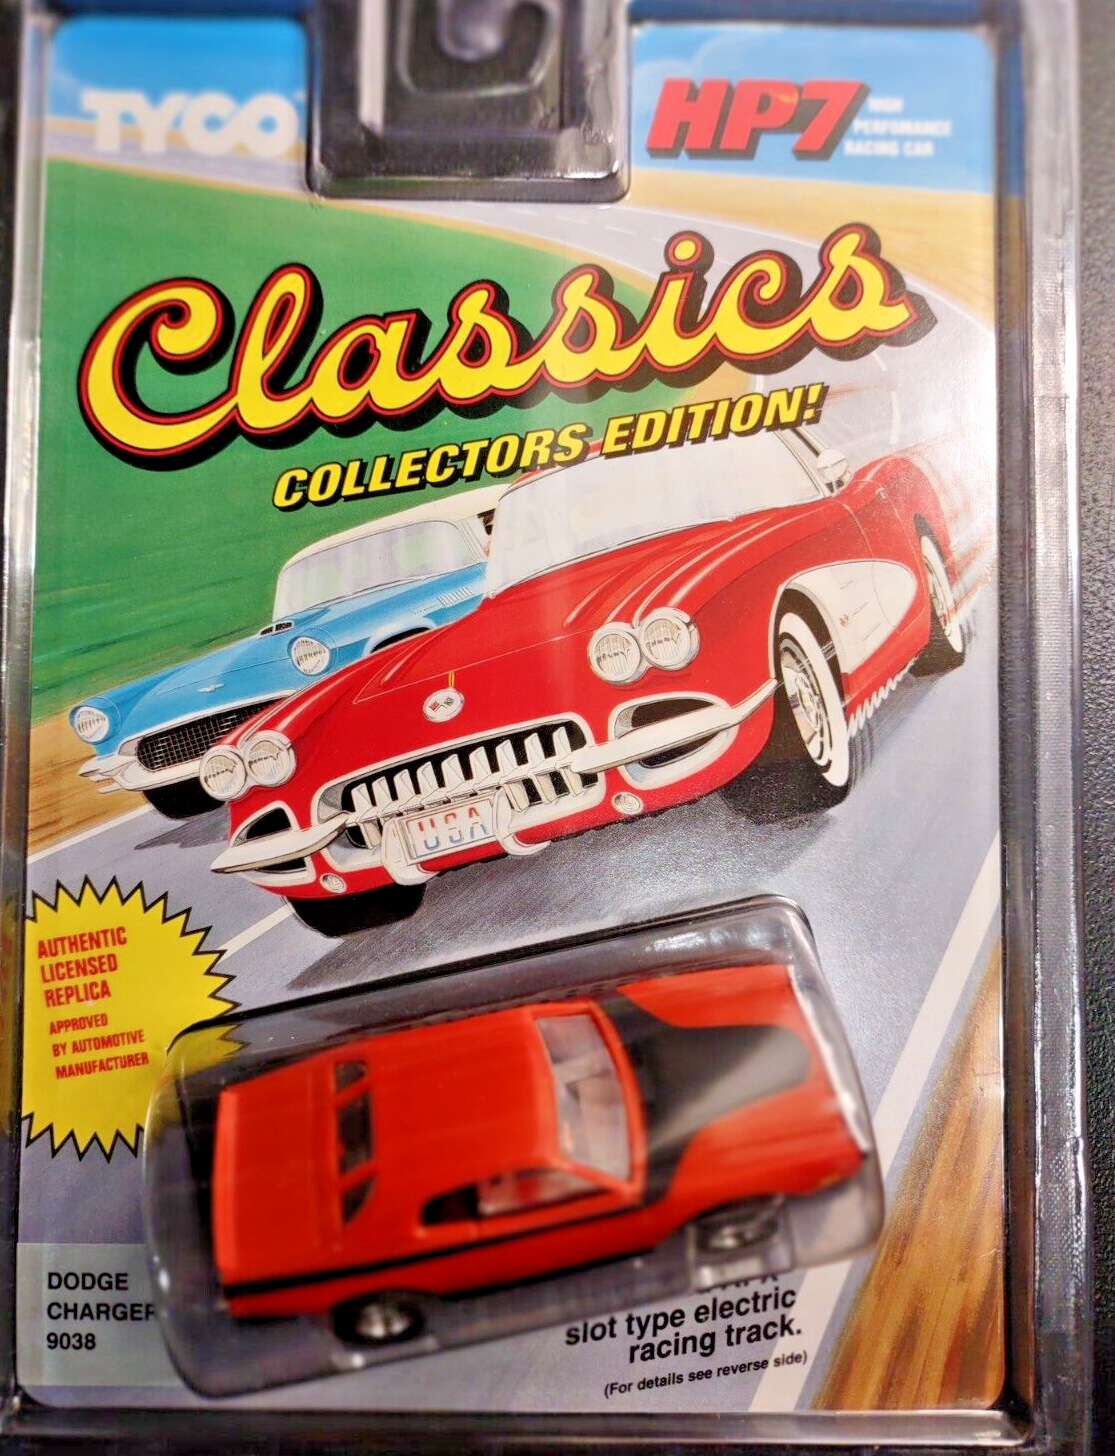 TYCO
HP7
HIGH
PERFORMANCE
RACING CAR
Classics
COLLECTORS EDITION!
USA
AUTHENTIC
LICENSED
REPLICA
APPROVED
BY AUTOMOTIVE
MANUFACTURER
DODGE
CHARGER
9038
slot type electric
racing track.
(For details see reverse side)